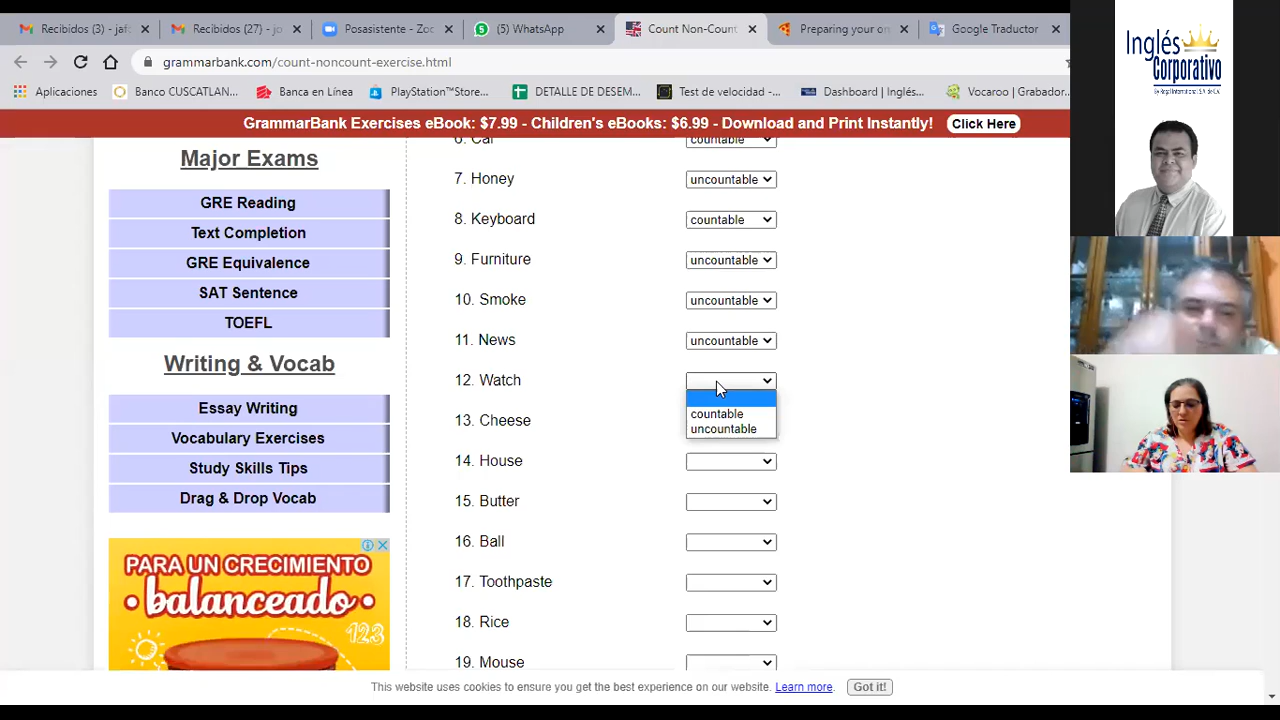 Recibidos (3) - jaf
Recibidos (27) - jo
Posasistente - Zoo
(5) WhatsApp
Count Non-Count
Preparing your on
Google Traductor
grammarbank.com/count-noncount-exercise.html
Aplicaciones
Banco CUSCATLAN...
Banca en Línea
PlayStation™Store...
DETALLE DE DESEM...
Test de velocidad -...
Dashboard | Inglés...
Vocaroo | Grabador...
GrammarBank Exercises eBook: $7.99 - Children's eBooks: $6.99 - Download and Print Instantly! Click Here
Major Exams
GRE Reading
Text Completion
GRE Equivalence
SAT Sentence
TOEFL
Writing & Vocab
Essay Writing
Vocabulary Exercises
Study Skills Tips
Drag & Drop Vocab
PARA UN CRECIMIENTO
•balanceado•
123
6. Car countable
7. Honey uncountable
8. Keyboard countable
9. Furniture uncountable
10. Smoke uncountable
11. News uncountable
12. Watch
countable
uncountable
13. Cheese
14. House
15. Butter
16. Ball
17. Toothpaste
18. Rice
19. Mouse
This website uses cookies to ensure you get the best experience on our website. Learn more. Got it!
Inglés
Corporativo